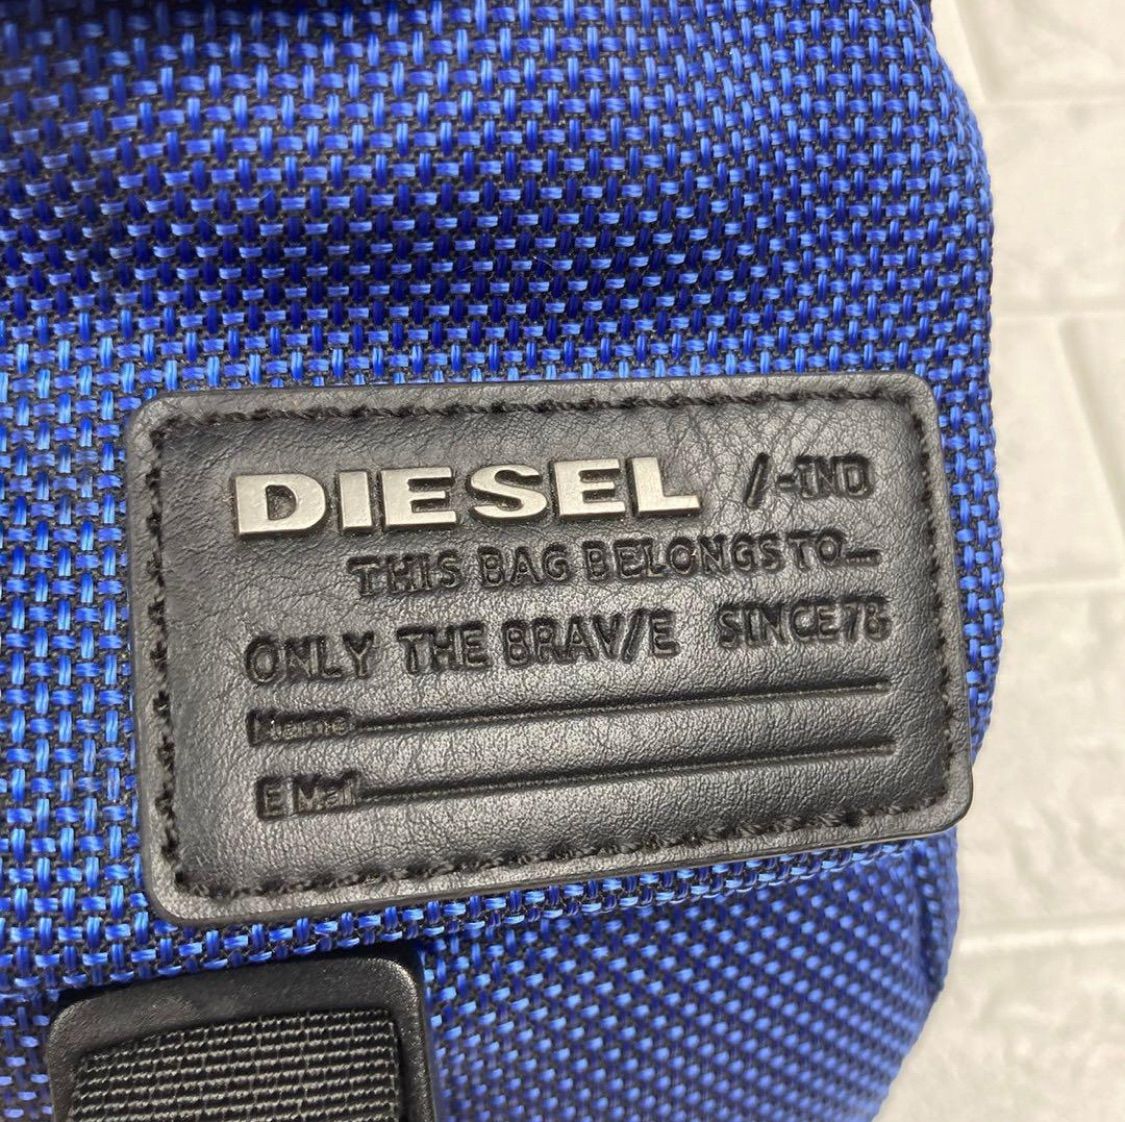 DIESEL /-IND
THIS BAG BELONGS TO...
ONLY THE BRAV/E SINCE78
Name
E Mail